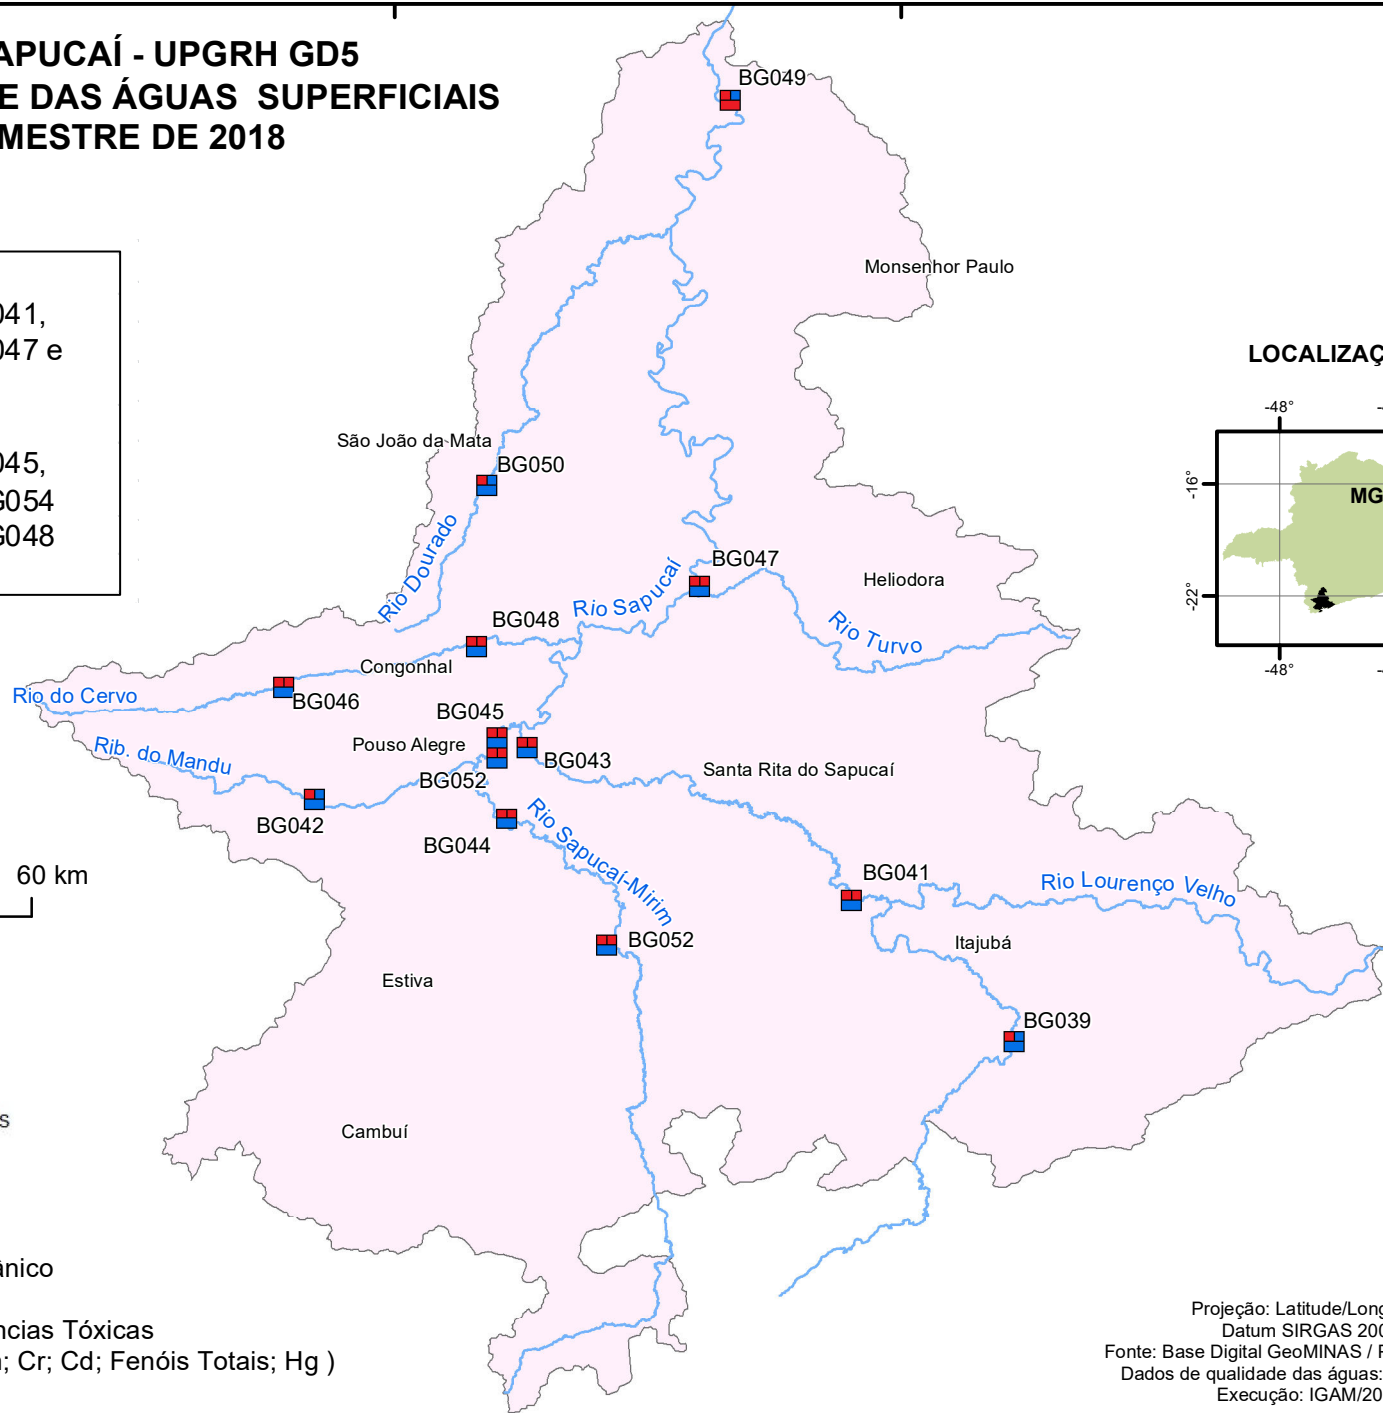 APUCAÍ - UPGRH GD5
E DAS ÁGUAS SUPERFICIAIS
MESTRE DE 2018
BG049
041,
047 e
Monsenhor Paulo
LOCALIZAÇ
-48°
São João da Mata
045,
BG050
-16°
MG
G054
G048
Rio Dourado
BG047
Heliodora
-22°
Rio Sapucaí
BG048
Rio Turvo
Congonhal
-48°
Rio do Cervo
BG046
BG045
Rib. do Mandu
Pouso Alegre
BG043
Santa Rita do Sapucaí
BG052
BG042
Rio Sapucaí-Mirim
BG044
60 km
BG041
Rio Lourenço Velho
BG052
Itajubá
Estiva
BG039
s
Cambuí
ânico
ncias Tóxicas
; Cr; Cd; Fenóis Totais; Hg )
Projeção: Latitude/Long
Datum SIRGAS 200
Fonte: Base Digital GeoMINAS / P
Dados de qualidade das águas:
Execução: IGAM/20